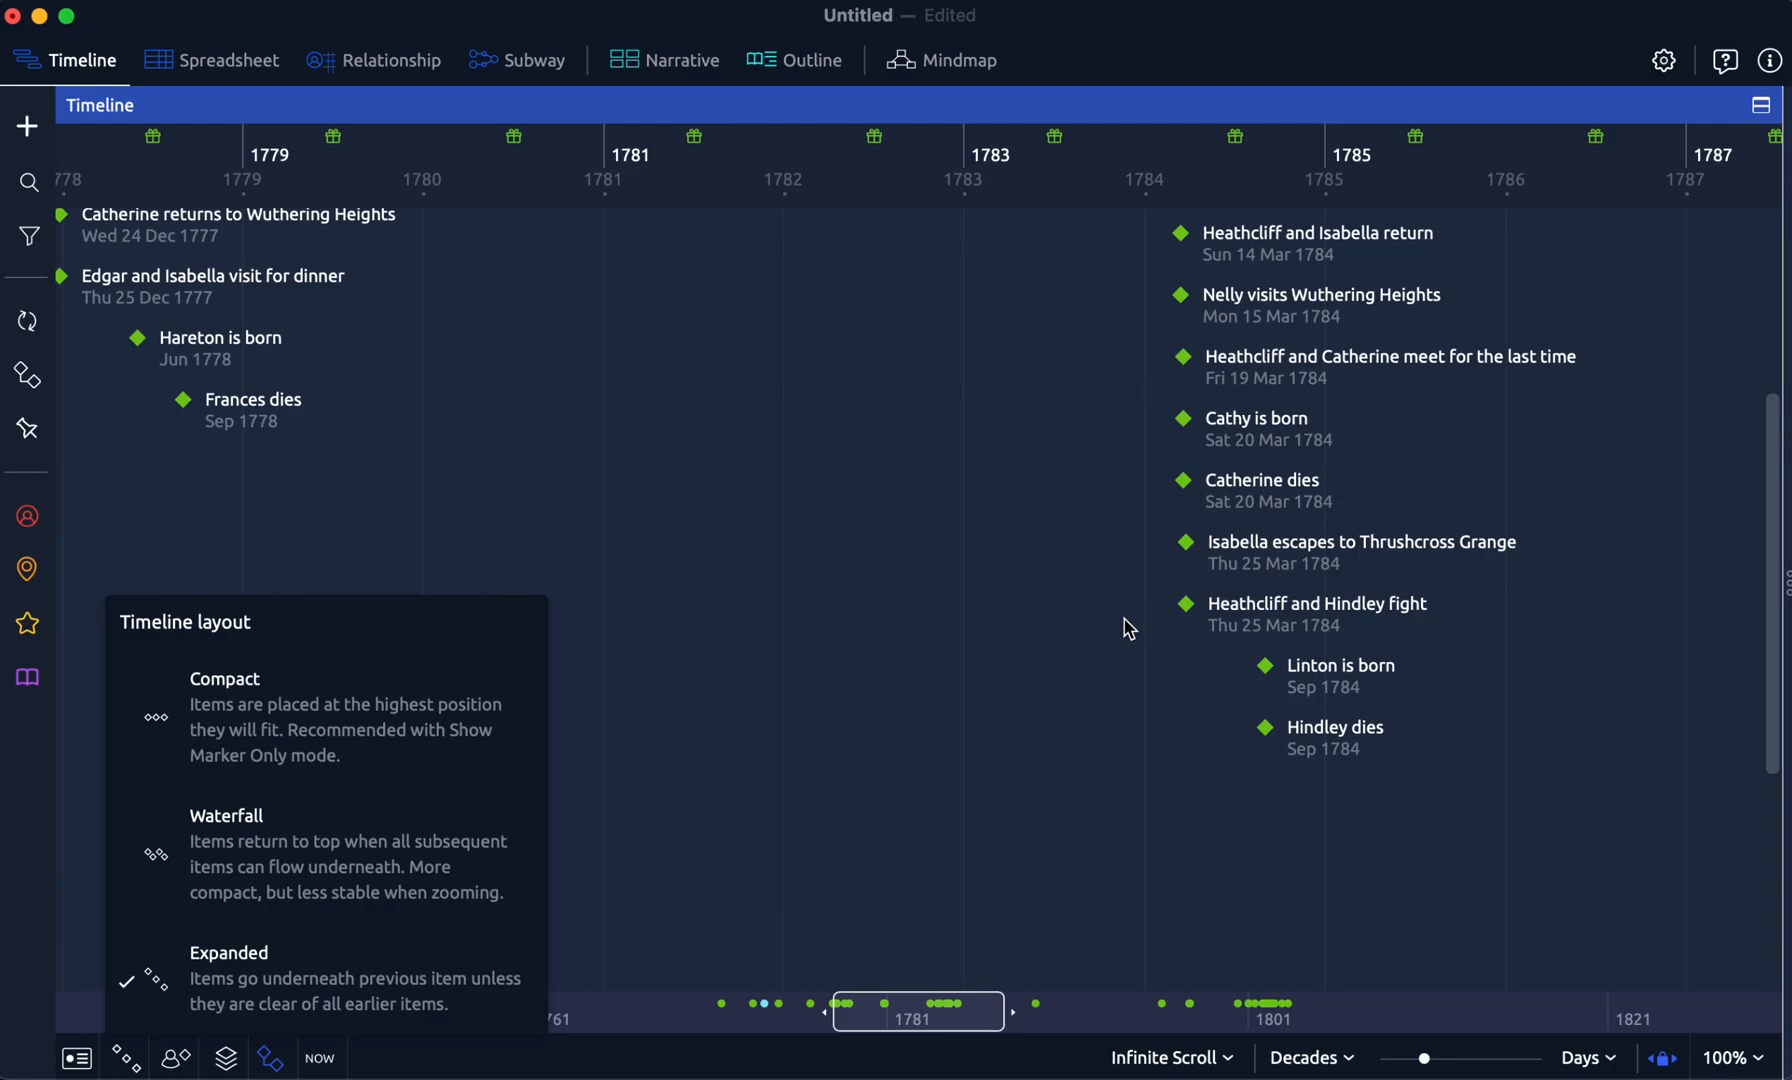 Untitled — Edited
Timeline Spreadsheet Relationship Subway Narrative Outline Mindmap
Timeline
1779 1781 1783 1785 1787
778 1779 1780 1781 1782 1783 1784 1785 1786 1787
Catherine returns to Wuthering Heights
Wed 24 Dec 1777
Edgar and Isabella visit for dinner
Thu 25 Dec 1777
Hareton is born
Jun 1778
Frances dies
Sep 1778
Heathcliff and Isabella return
Sun 14 Mar 1784
Nelly visits Wuthering Heights
Mon 15 Mar 1784
Heathcliff and Catherine meet for the last time
Fri 19 Mar 1784
Cathy is born
Sat 20 Mar 1784
Catherine dies
Sat 20 Mar 1784
Isabella escapes to Thrushcross Grange
Thu 25 Mar 1784
Heathcliff and Hindley fight
Thu 25 Mar 1784
Linton is born
Sep 1784
Hindley dies
Sep 1784
Timeline layout
Compact
Items are placed at the highest position
they will fit. Recommended with Show
Marker Only mode.
Waterfall
Items return to top when all subsequent
items can flow underneath. More
compact, but less stable when zooming.
Expanded
Items go underneath previous item unless
they are clear of all earlier items.
761 1781 1801 1821
NOW Infinite Scroll Decades Days 100%